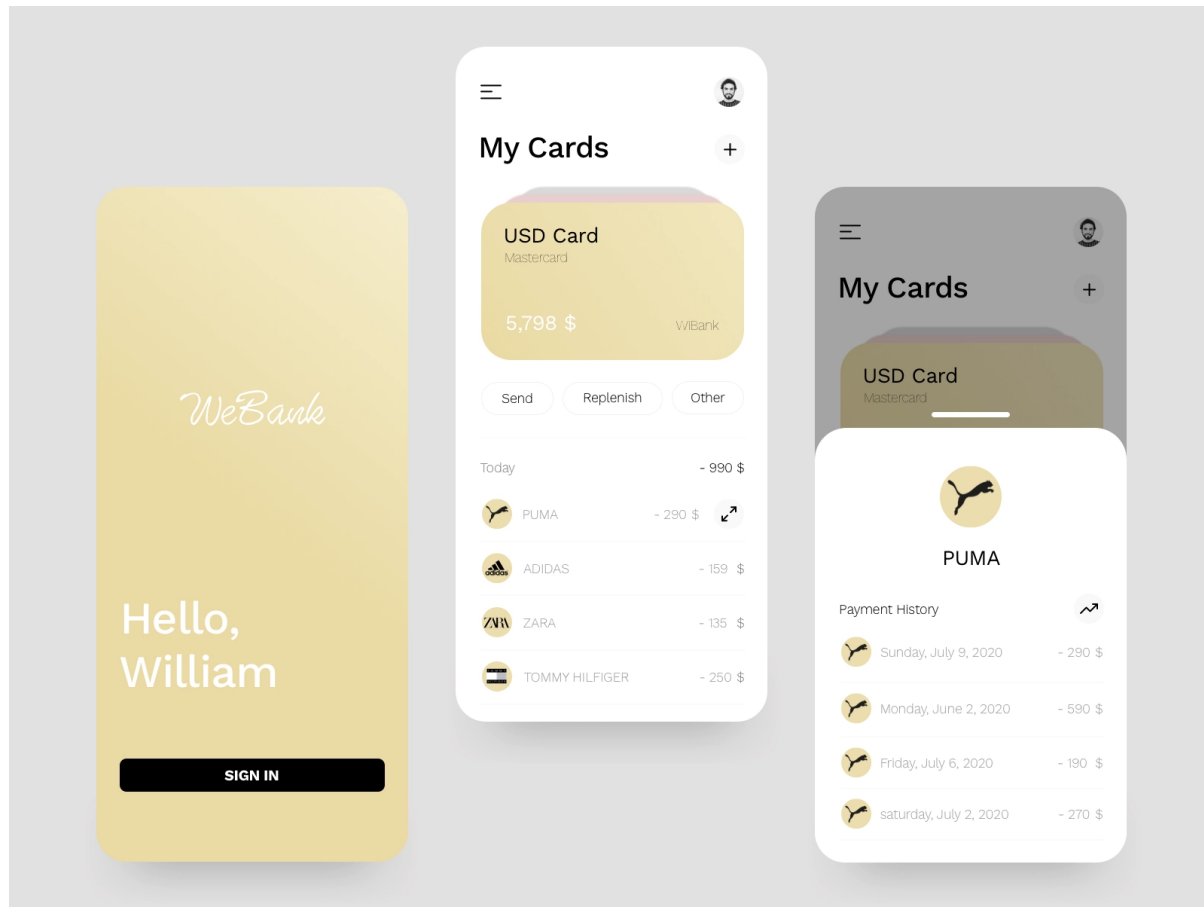 WeBank
Hello,
William
SIGN IN
My Cards
USD Card
Mastercard
5,798 $ WiBank
Send Replenish Other
Today - 990 $
PUMA - 290 $
adidas ADIDAS - 159 $
ZARA ZARA - 135 $
TOMMY HILFIGER - 250 $
My Cards
USD Card
Mastercard
PUMA
Payment History
Sunday, July 9, 2020 - 290 $
Monday, June 2, 2020 - 590 $
Friday, July 6, 2020 - 190 $
saturday, July 2, 2020 - 270 $